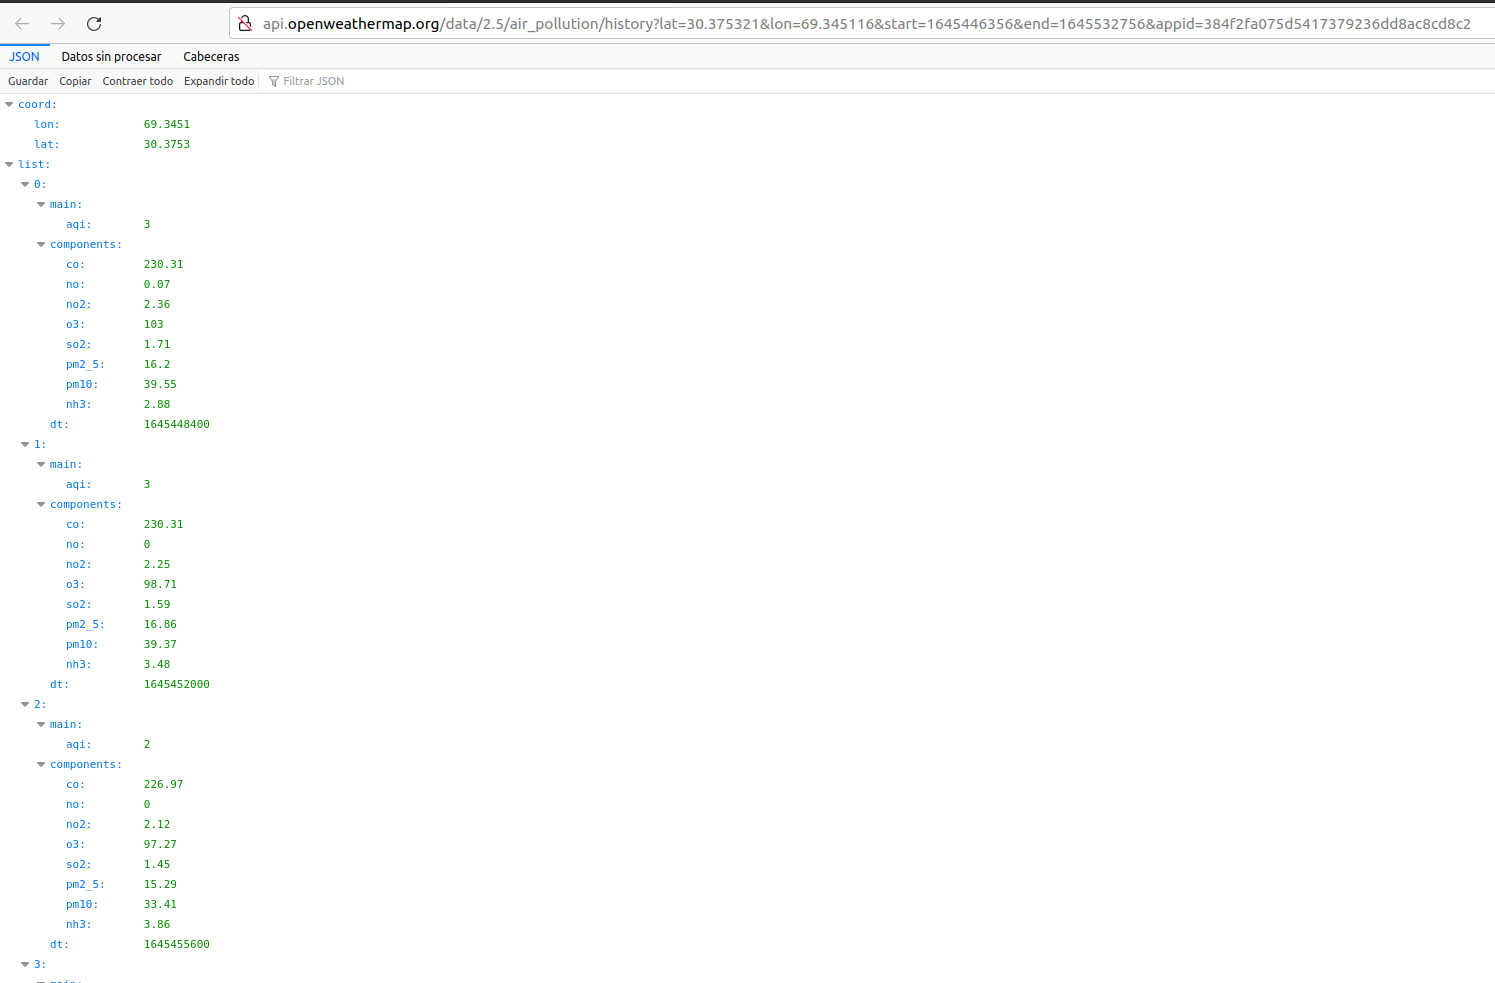 api.openweathermap.org/data/2.5/air_pollution/history?lat=30.375321&lon=69.345116&start=1645446356&end=1645532756&appid=384f2fa075d5417379236dd8ac8cd8c2
JSON Datos sin procesar Cabeceras
Guardar Copiar Contraer todo Expandir todo Filtrar JSON
coord:
lon: 69.3451
lat: 30.3753
list:
0:
main:
aqi: 3
components:
co: 230.31
no: 0.07
no2: 2.36
o3: 103
so2: 1.71
pm2_5: 16.2
pm10: 39.55
nh3: 2.88
dt: 1645448400
1:
main:
aqi: 3
components:
co: 230.31
no: 0
no2: 2.25
o3: 98.71
so2: 1.59
pm2_5: 16.86
pm10: 39.37
nh3: 3.48
dt: 1645452000
2:
main:
aqi: 2
components:
co: 226.97
no: 0
no2: 2.12
o3: 97.27
so2: 1.45
pm2_5: 15.29
pm10: 33.41
nh3: 3.86
dt: 1645455600
3:
main: